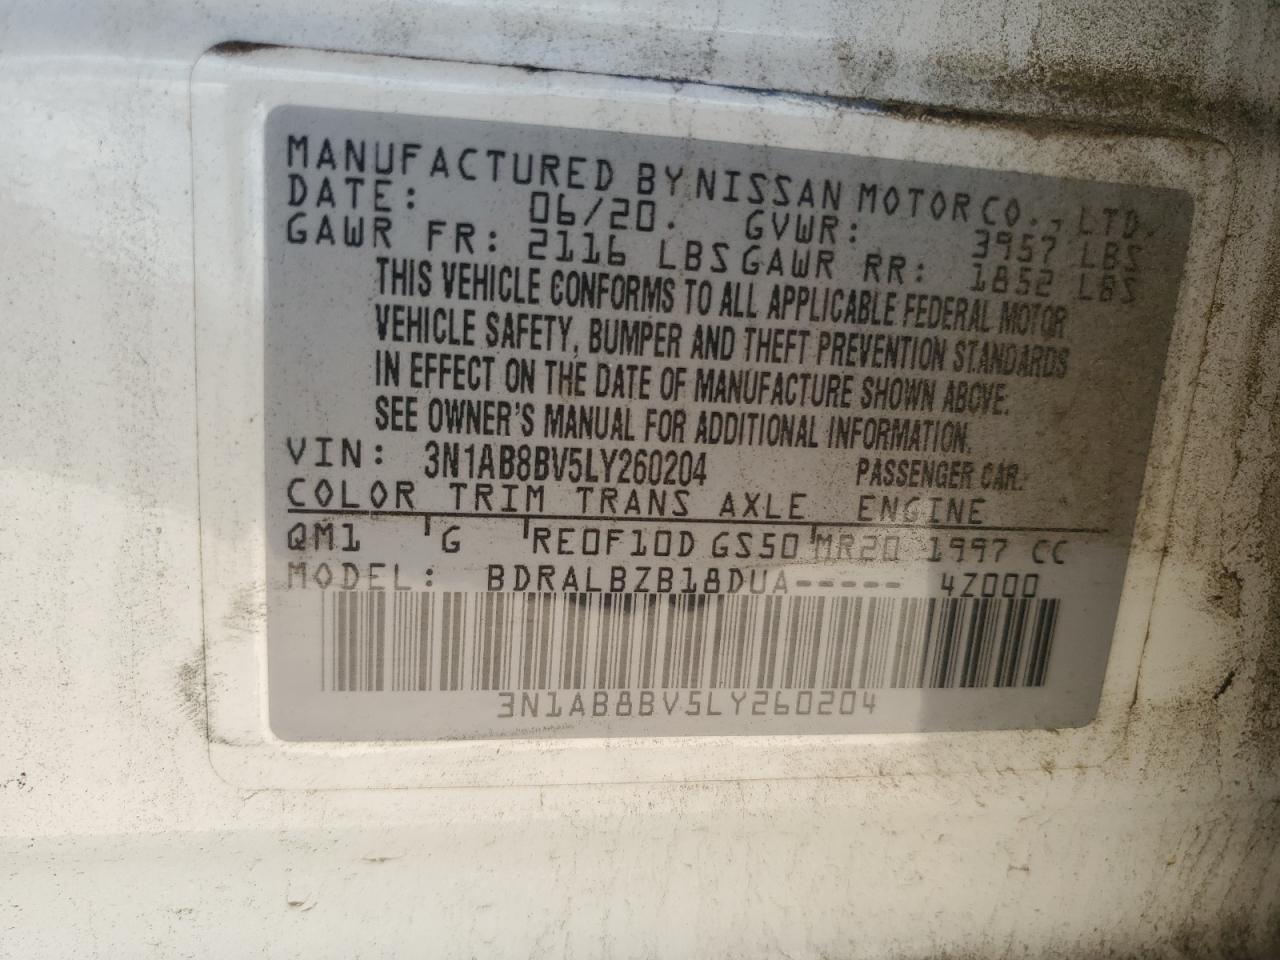 MANUFACTURED BY NISSAN MOTOR CO., LTD.
DATE: 06/20. GVWR: 3957 LBS
GAWR FR: 2116 LBS GAWR RR: 1852 LBS
THIS VEHICLE CONFORMS TO ALL APPLICABLE FEDERAL MOTOR
VEHICLE SAFETY, BUMPER AND THEFT PREVENTION STANDARDS
IN EFFECT ON THE DATE OF MANUFACTURE SHOWN ABOVE.
SEE OWNER'S MANUAL FOR ADDITIONAL INFORMATION.
VIN: 3N1AB8BV5LY260204 PASSENGER CAR.
COLOR TRIM TRANS AXLE ENGINE
QM1 G RE0F10D GS50 MR20 1997 CC
MODEL: BDRALBZB18DUA----- 4Z000
3N1AB8BV5LY260204